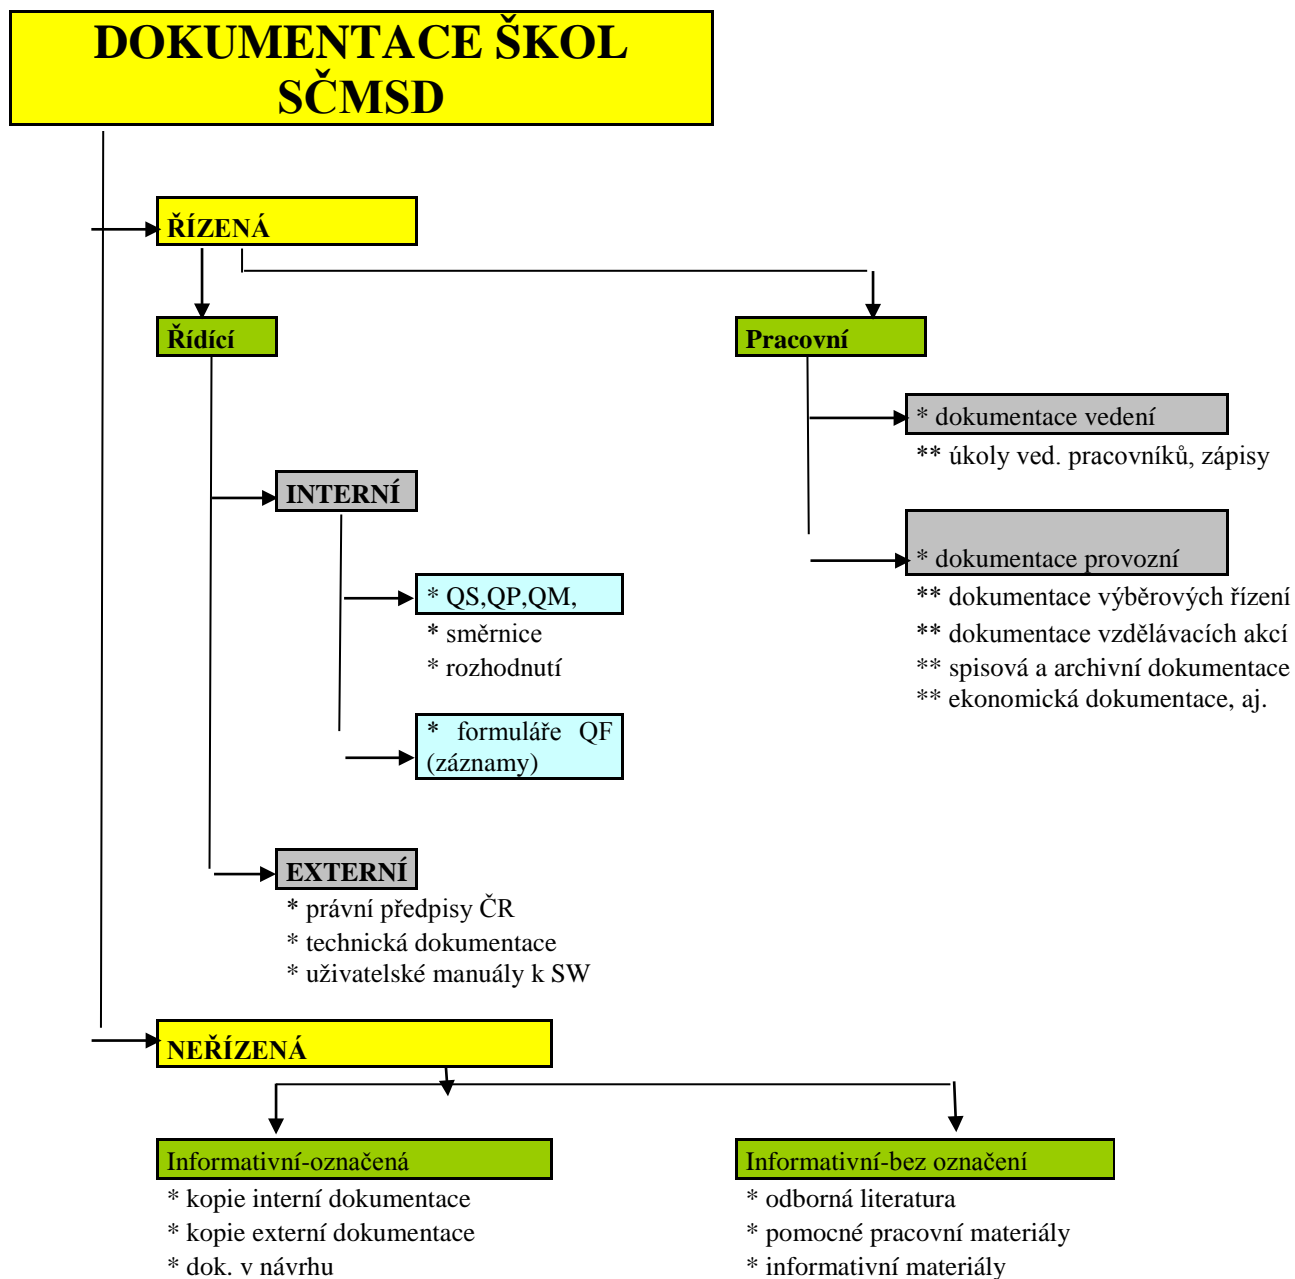 DOKUMENTACE ŠKOL
SČMSD
ŘÍZENÁ
Řídící
Pracovní
* dokumentace vedení
** úkoly ved. pracovníků, zápisy
INTERNÍ
* dokumentace provozní
* QS,QP,QM,
** dokumentace výběrových řízení
* směrnice
** dokumentace vzdělávacích akcí
* rozhodnutí
** spisová a archivní dokumentace
** ekonomická dokumentace, aj.
* formuláře QF
(záznamy)
EXTERNÍ
* právní předpisy ČR
* technická dokumentace
* uživatelské manuály k SW
NEŘÍZENÁ
Informativní-označená
Informativní-bez označení
* kopie interní dokumentace
* odborná literatura
* kopie externí dokumentace
* pomocné pracovní materiály
* dok. v návrhu
* informativní materiály